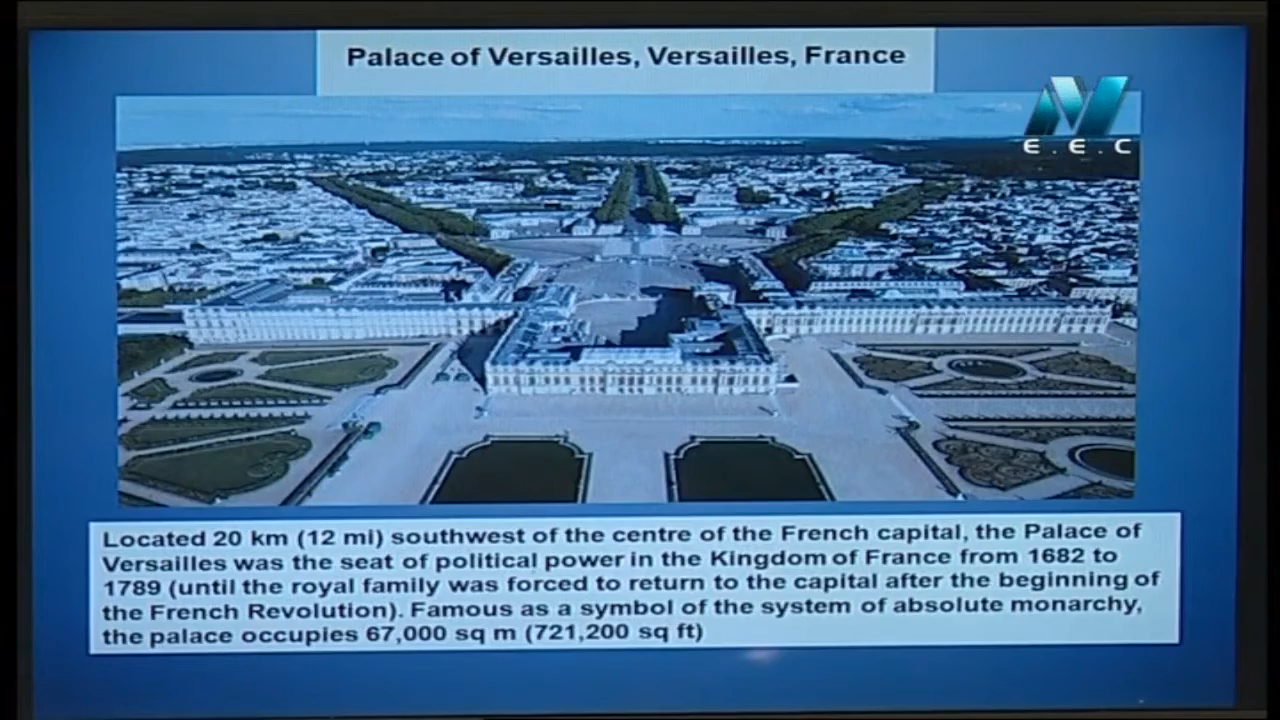 Palace of Versailles, Versailles, France
E . E . C
Located 20 km (12 mi) southwest of the centre of the French capital, the Palace of
Versailles was the seat of political power in the Kingdom of France from 1682 to
1789 (until the royal family was forced to return to the capital after the beginning of
the French Revolution). Famous as a symbol of the system of absolute monarchy,
the palace occupies 67,000 sq m (721,200 sq ft)